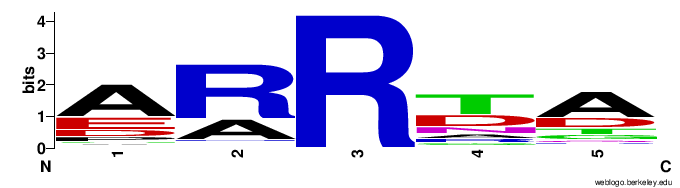 4
3
2
1
0
bits
A R R T A
E A D D
D N T
N 1 2 3 4 5 C
weblogo.berkeley.edu